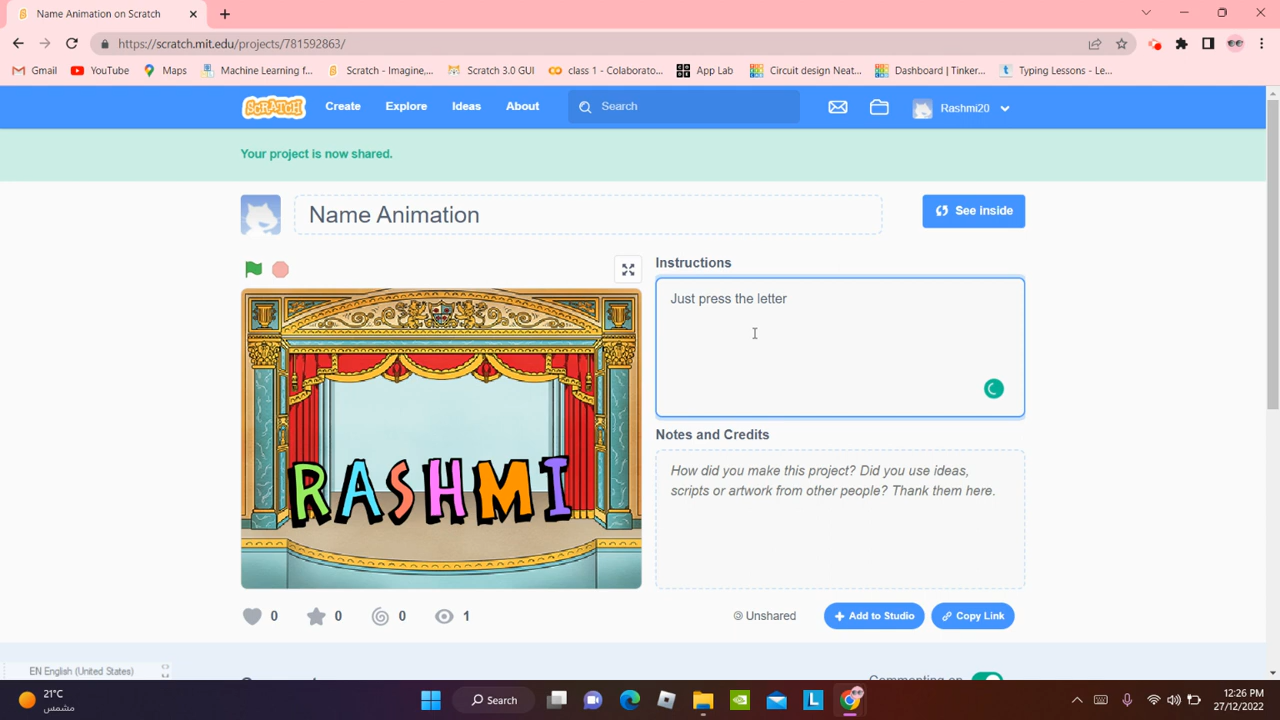 Name Animation on Scratch
https://scratch.mit.edu/projects/781592863/
Gmail
YouTube
Maps
Machine Learning f...
Scratch - Imagine,...
Scratch 3.0 GUI
class 1 - Colaborato...
App Lab
Circuit design Neat...
Dashboard | Tinker...
Typing Lessons - Le...
SCRATCH
Create
Explore
Ideas
About
Search
Rashmi20
Your project is now shared.
Name Animation
See inside
Instructions
Just press the letter
RASHMI
Notes and Credits
How did you make this project? Did you use ideas,
scripts or artwork from other people? Thank them here.
0
0
0
1
Unshared
Add to Studio
Copy Link
EN English (United States)
Commenting on
21°C
مشمس
Search
12:26 PM
27/12/2022